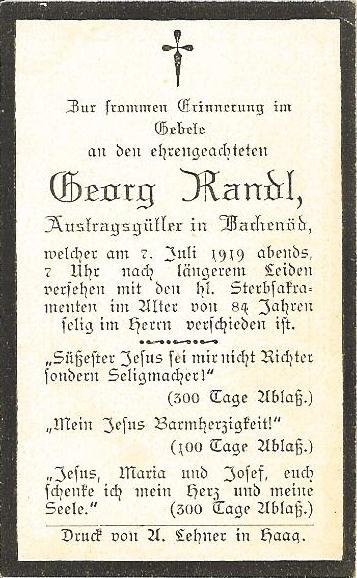 Zur frommen Erinnerung im
Gebete
an den ehrengeachteten
Georg Randl,
Austragsgütler in Wachenöd,
welcher am 7. Juli 1919 abends,
7 Uhr nach längerem Leiden
versehen mit den hl. Sterbsakra-
menten im Alter von 84 Jahren
selig im Herrn verschieden ist.
„Süßester Jesus sei mir nicht Richter
sondern Seligmacher!“
(300 Tage Ablaß.)
„Mein Jesus Barmherzigkeit!“
(100 Tage Ablaß.)
„Jesus, Maria und Josef, euch
schenke ich mein Herz und meine
Seele.“ (300 Tage Ablaß.)
Druck von A. Lehner in Haag.